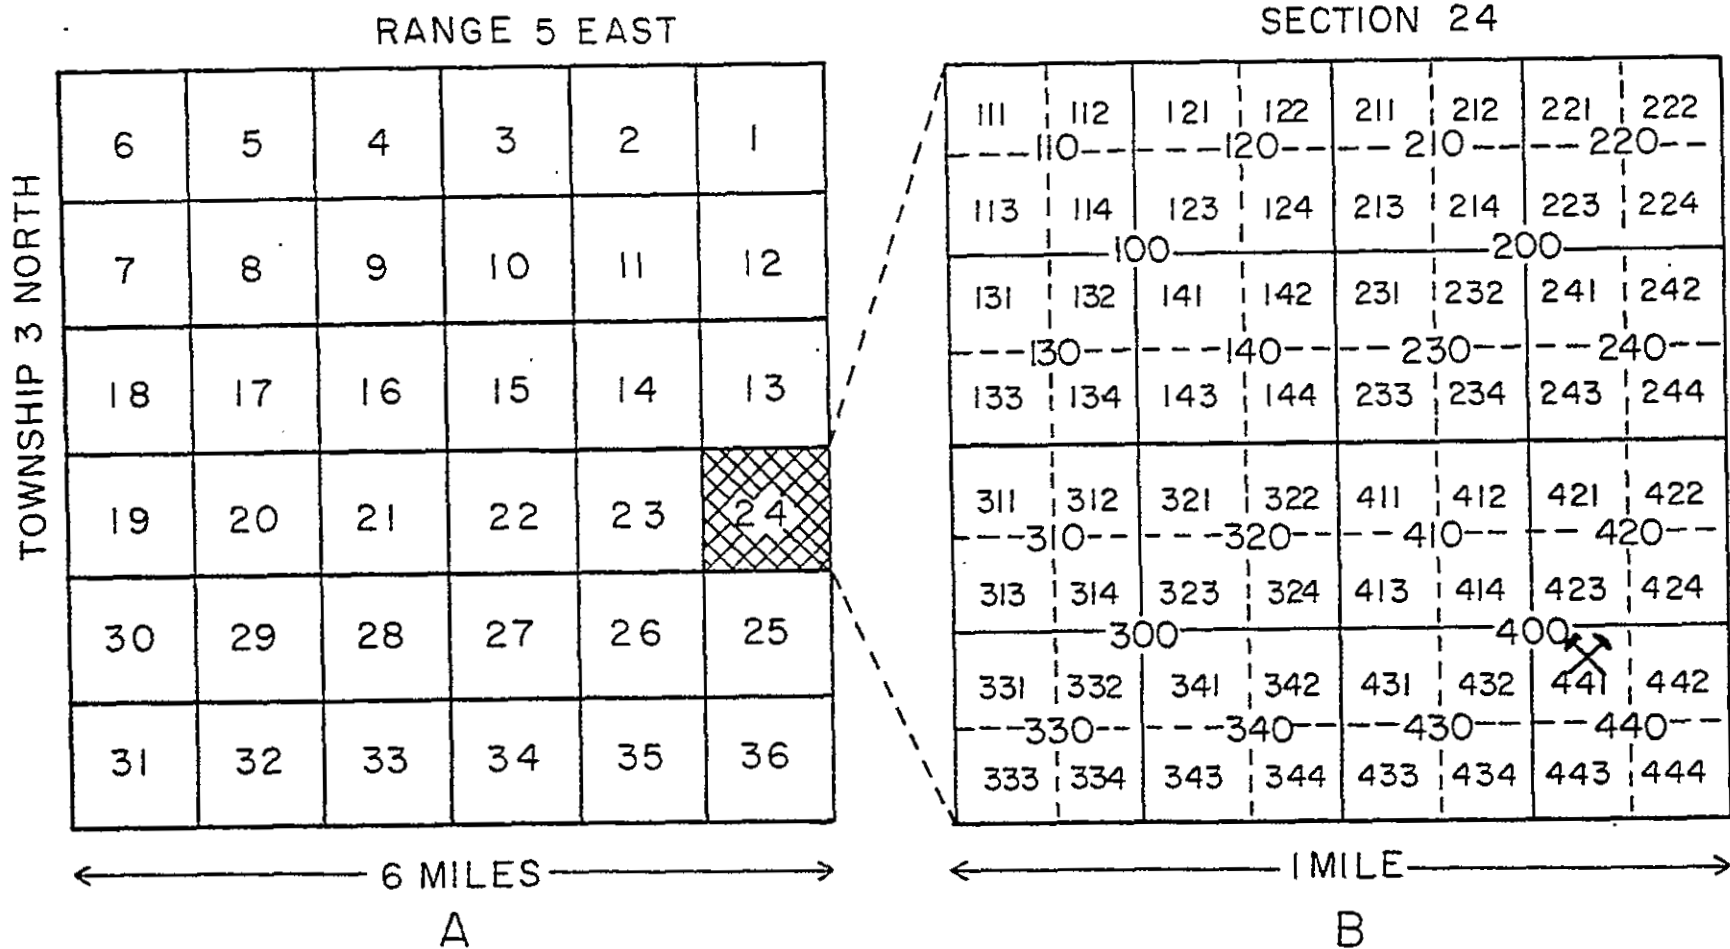 RANGE 5 EAST
TOWNSHIP 3 NORTH
6 5 4 3 2 1
7 8 9 10 11 12
18 17 16 15 14 13
19 20 21 22 23 24
30 29 28 27 26 25
31 32 33 34 35 36
6 MILES
A
SECTION 24
111 112 121 122 211 212 221 222
110 120 210 220
113 114 123 124 213 214 223 224
100 200
131 132 141 142 231 232 241 242
130 140 230 240
133 134 143 144 233 234 243 244
311 312 321 322 411 412 421 422
310 320 410 420
313 314 323 324 413 414 423 424
300 400
331 332 341 342 431 432 441 442
330 340 430 440
333 334 343 344 433 434 443 444
1 MILE
B